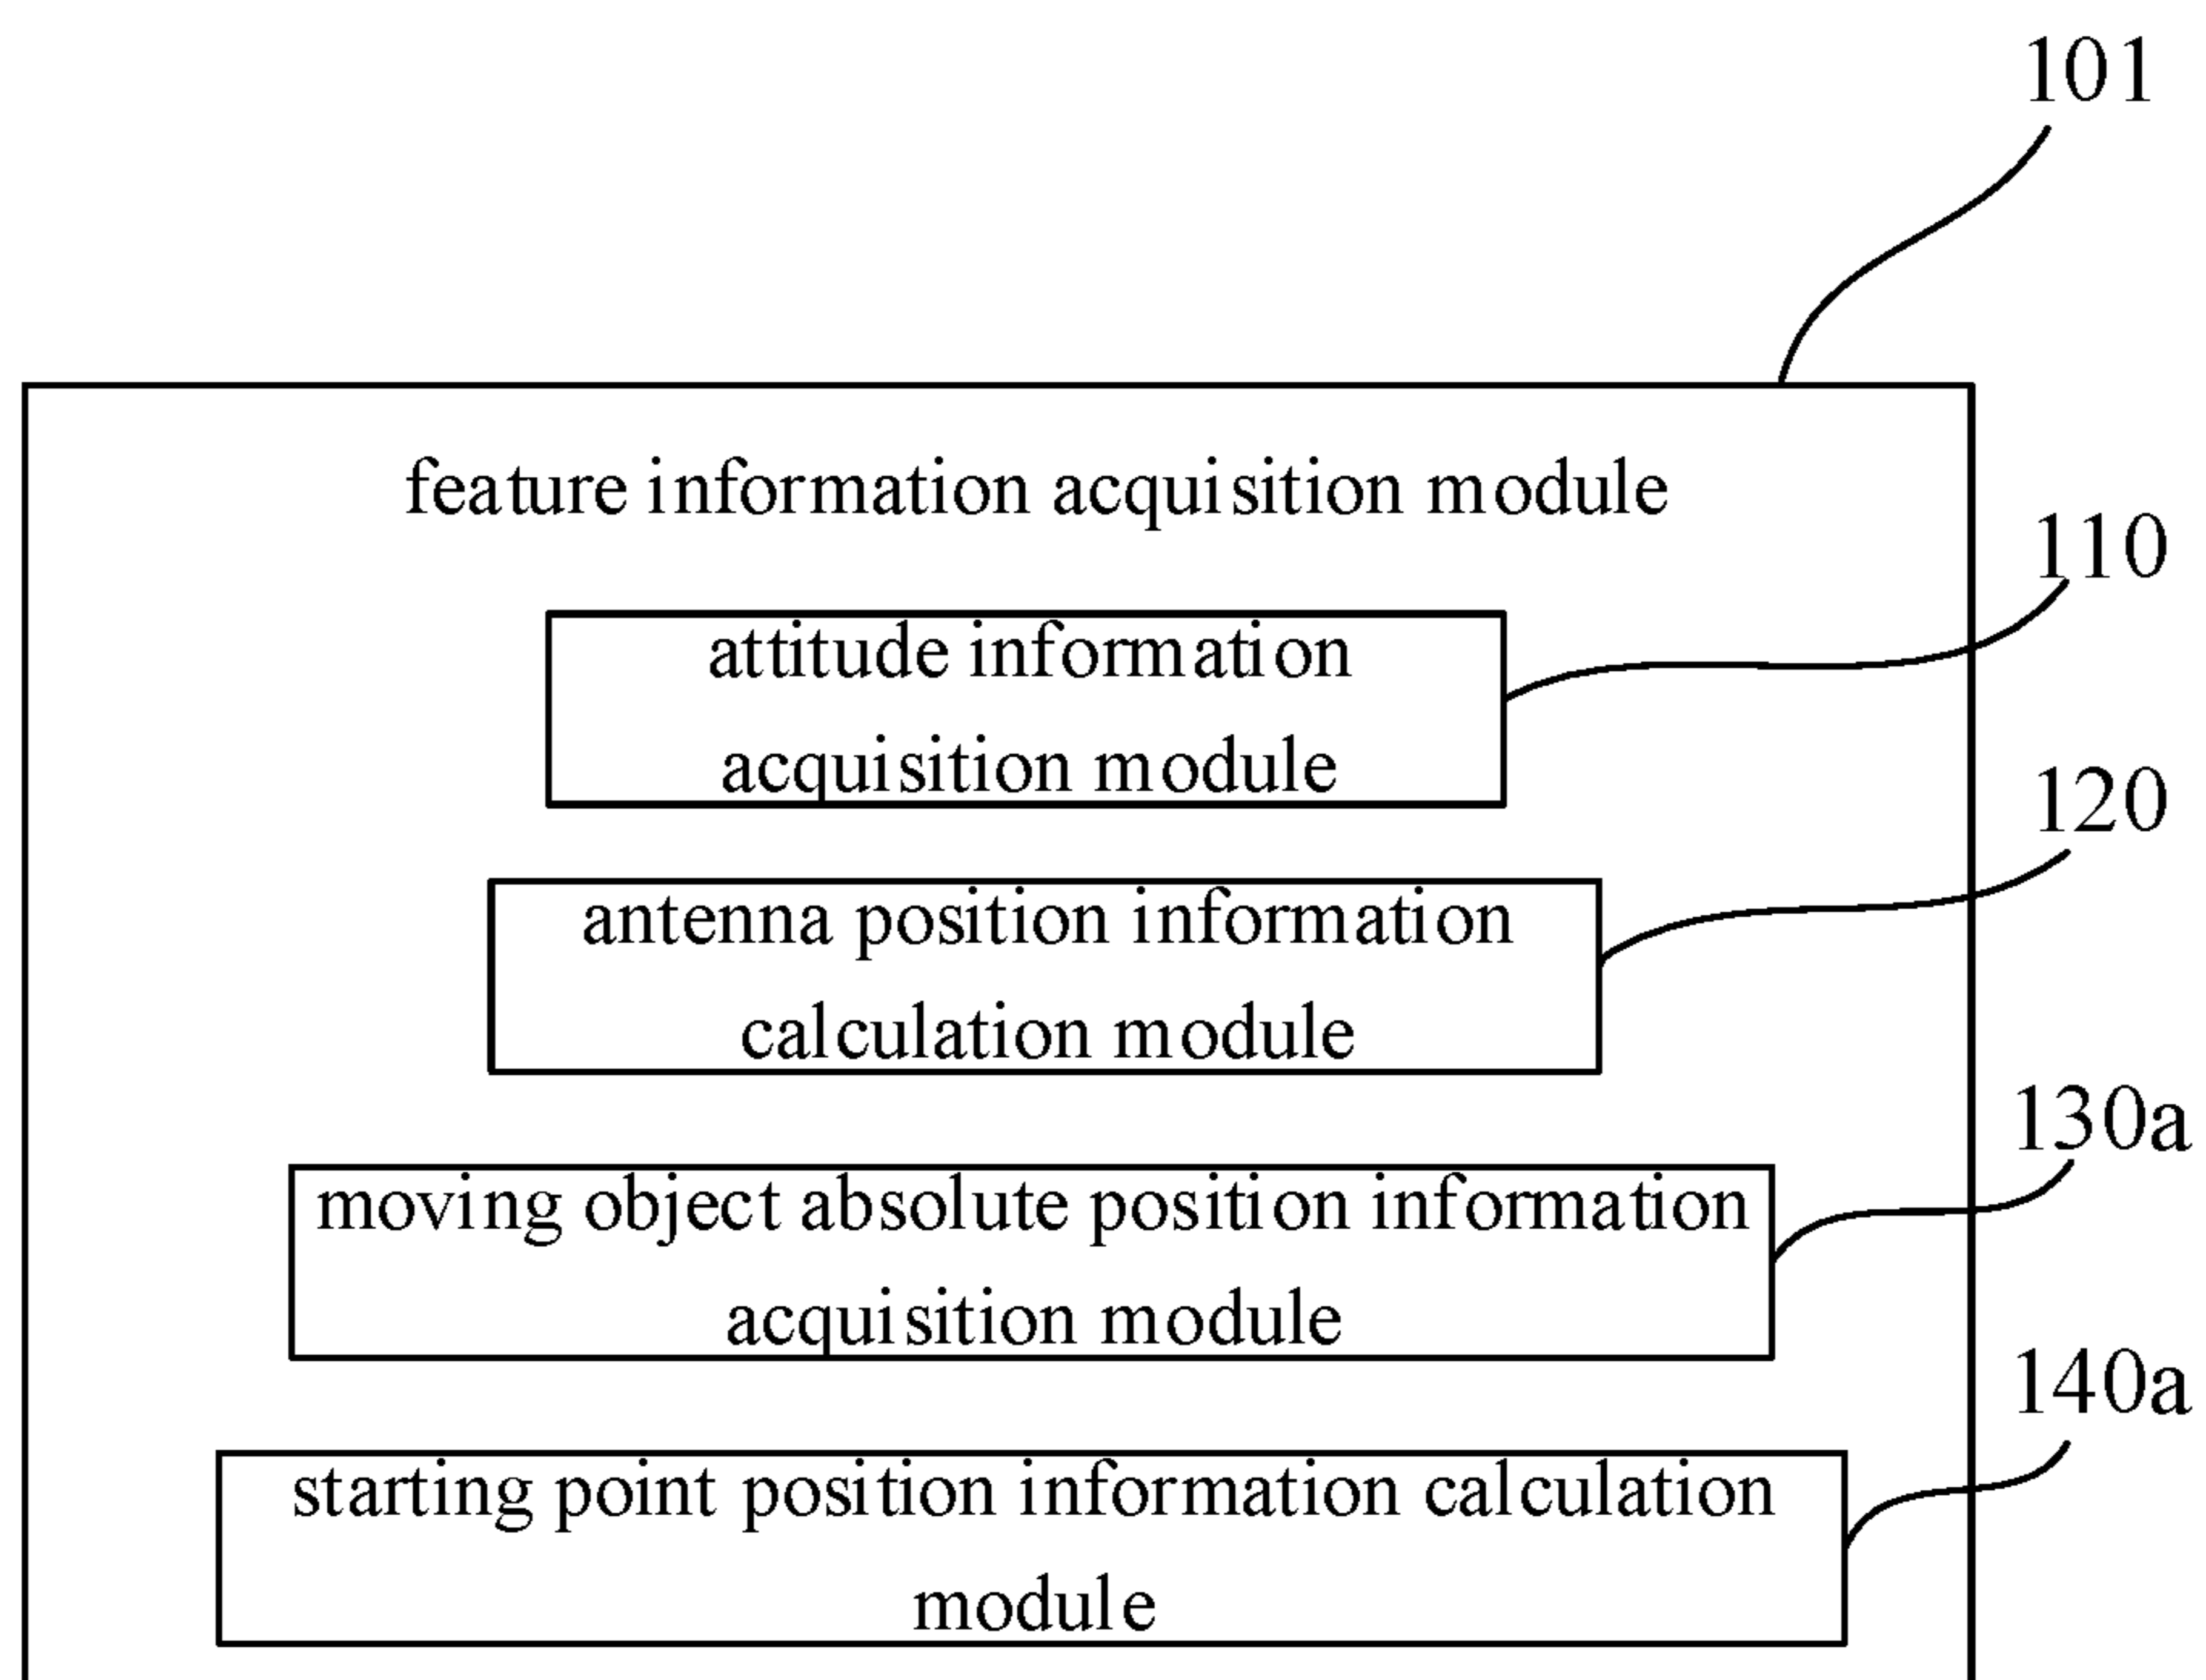 101
feature information acquisition module
110
attitude information
acquisition module
120
antenna position information
calculation module
130a
moving object absolute position information
acquisition module
140a
starting point position information calculation
module